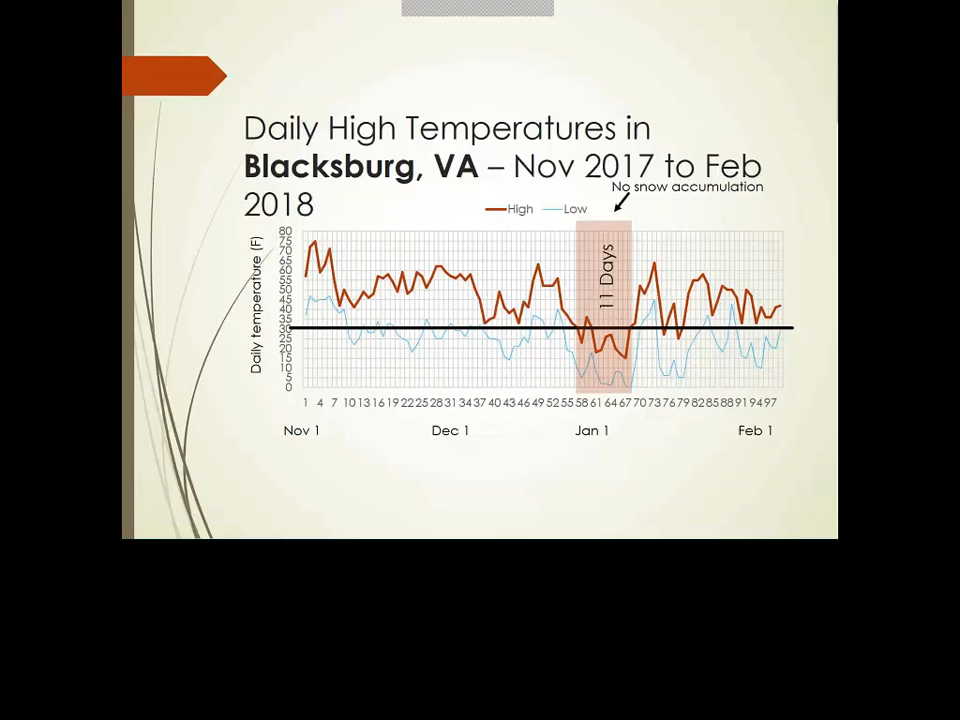 Daily High Temperatures in
Blacksburg, VA – Nov 2017 to Feb
2018
No snow accumulation
High Low
11 Days
Daily temperature (F)
80
75
70
65
60
55
50
45
40
35
30
25
20
15
10
5
0
1 4 7 10 13 16 19 22 25 28 31 34 37 40 43 46 49 52 55 58 61 64 67 70 73 76 79 82 85 88 91 94 97
Nov 1 Dec 1 Jan 1 Feb 1